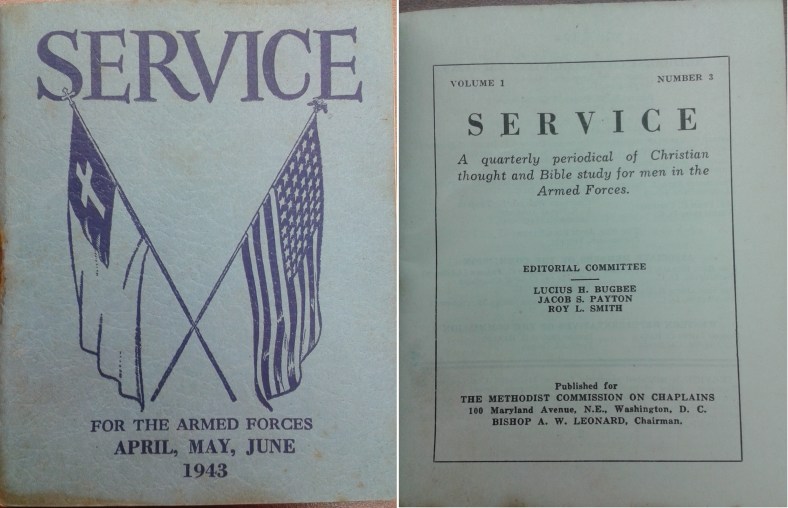 SERVICE
FOR THE ARMED FORCES
APRIL, MAY, JUNE
1943
VOLUME 1 NUMBER 3
SERVICE
A quarterly periodical of Christian
thought and Bible study for men in the
Armed Forces.
EDITORIAL COMMITTEE
LUCIUS H. BUGBEE
JACOB S. PAYTON
ROY L. SMITH
Published for
THE METHODIST COMMISSION ON CHAPLAINS
100 Maryland Avenue, N.E., Washington, D. C.
BISHOP A. W. LEONARD, Chairman.